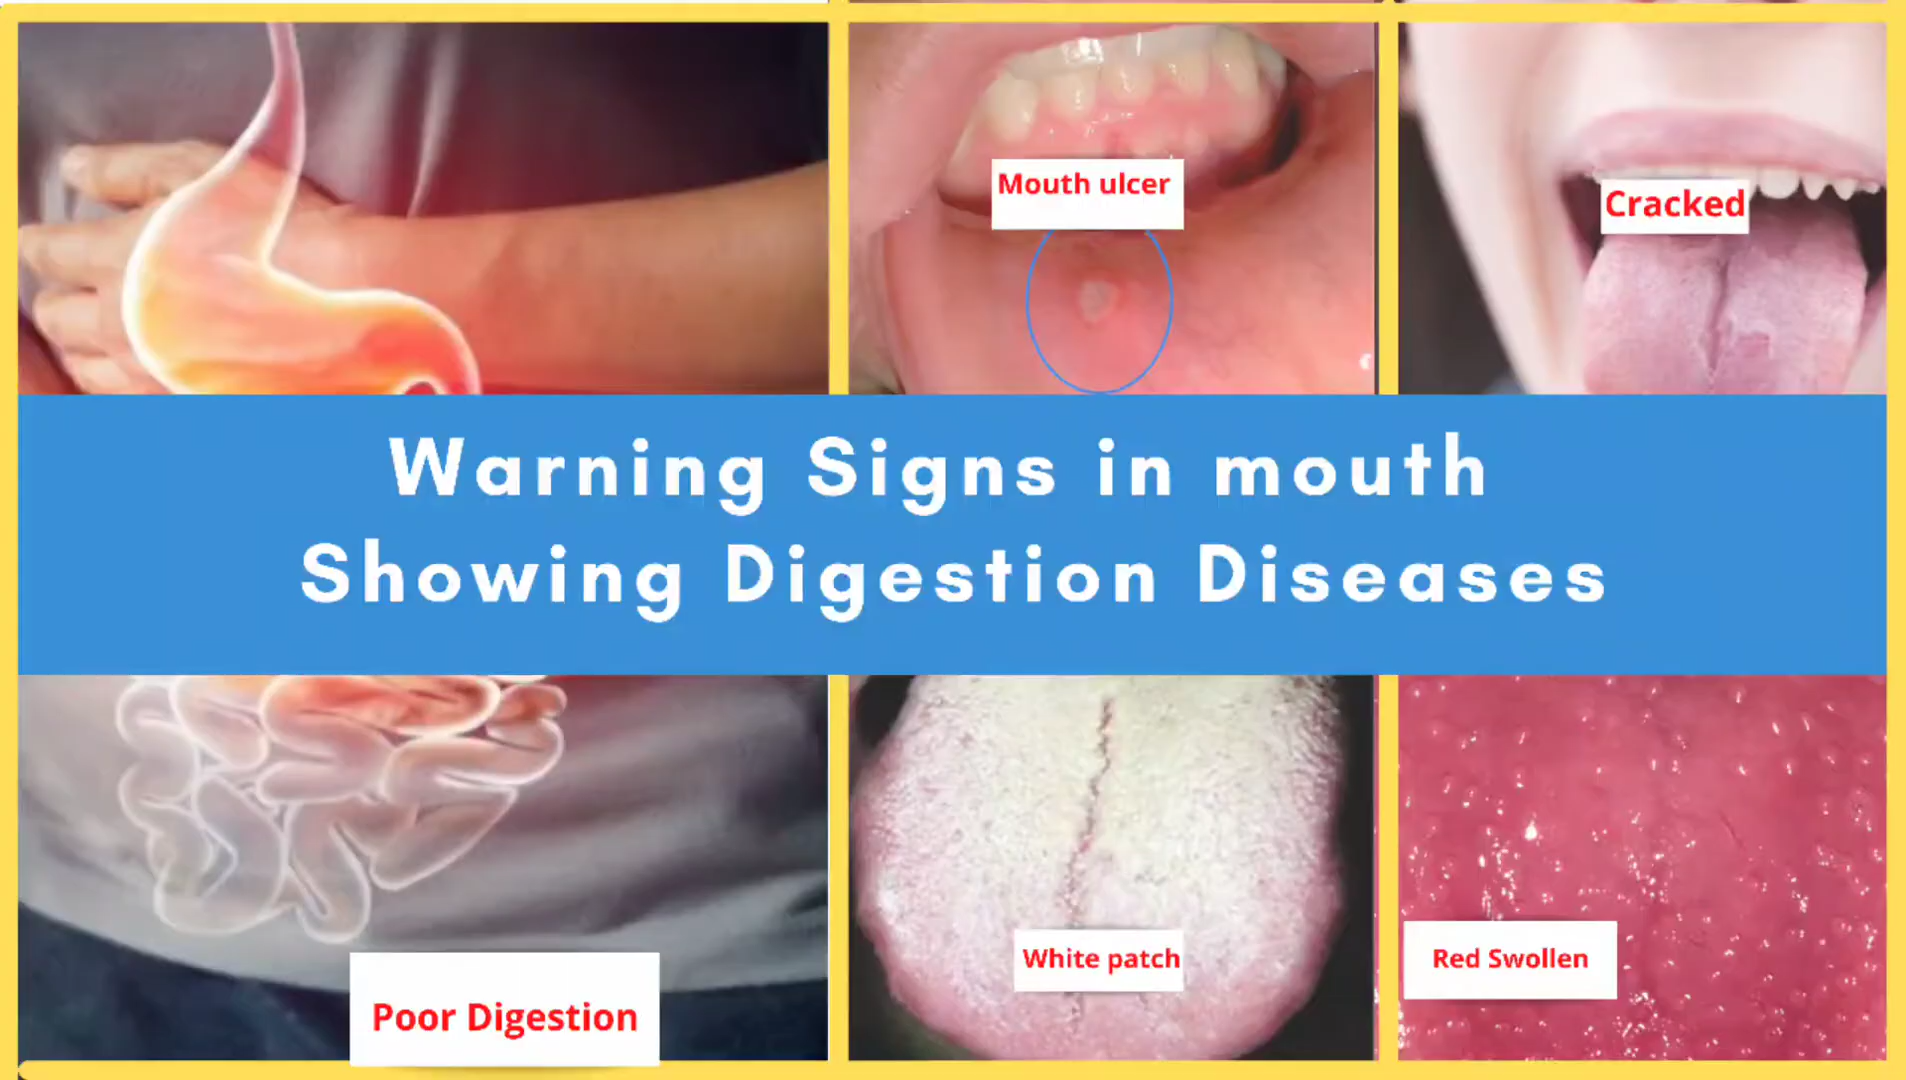 Mouth ulcer
Cracked
Warning Signs in mouth
Showing Digestion Diseases
Poor Digestion
White patch
Red Swollen